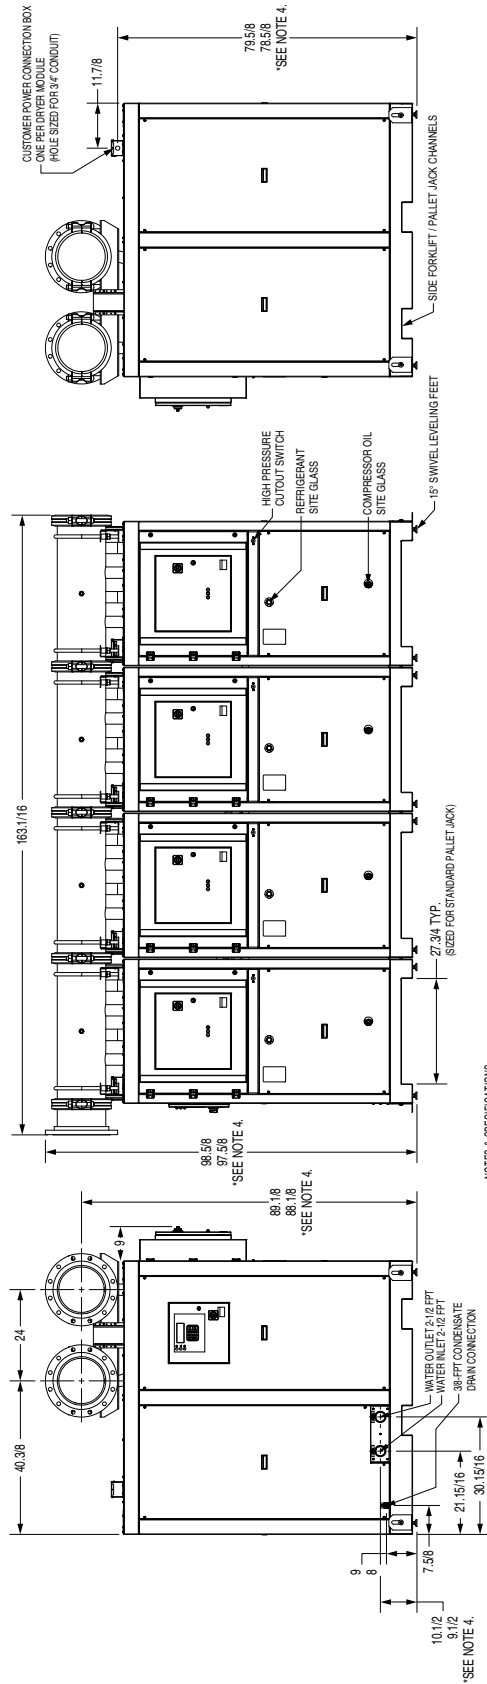 CUSTOMER POWER CONNECTION BOX
ONE PER DRYER MODULE
(HOLE SIZED FOR 3/4" CONDUIT)
11.7/8
79.5/8
78.5/8
*SEE NOTE 4.
SIDE FORKLIFT / PALLET JACK CHANNELS
163.1/16
HIGH PRESSURE
CUTOUT SWITCH
REFRIGERANT
SITE GLASS
COMPRESSOR OIL
SITE GLASS
15° SWIVEL LEVELING FEET
27.3/4 TYP.
(SIZED FOR STANDARD PALLET JACK)
98.5/8
97.5/8
*SEE NOTE 4.
40.3/8
24
9
89.1/8
88.1/8
*SEE NOTE 4.
WATER OUTLET 2-1/2 FPT
WATER INLET 2-1/2 FPT
3/8-FPT CONDENSATE
DRAIN CONNECTION
9
8
7.5/8
21.15/16
30.15/16
10.1/2
9.1/2
*SEE NOTE 4.